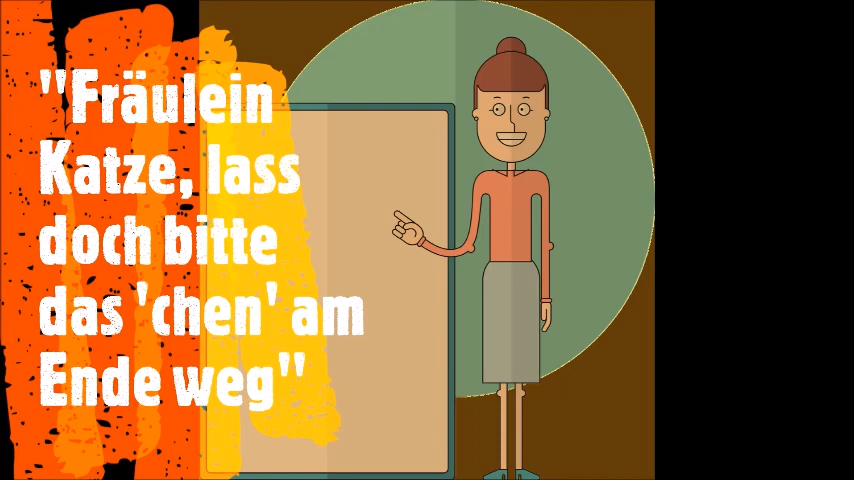 "Fräulein
Katze, lass
doch bitte
das 'chen' am
Ende weg"